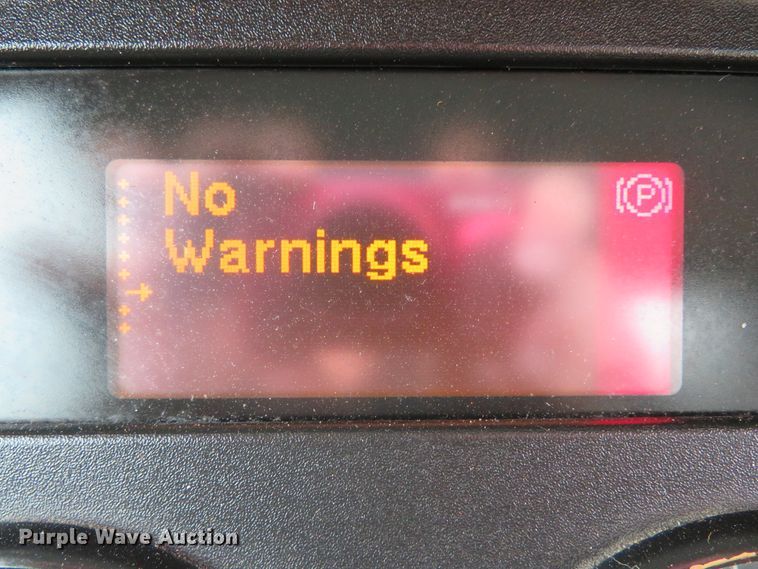 No
(P)
Warnings
Purple Wave Auction